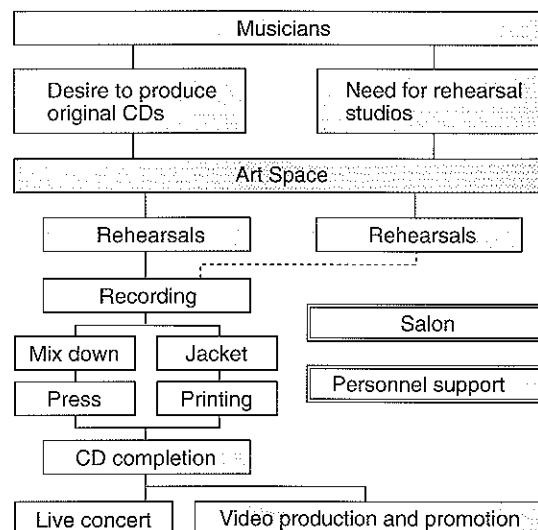 Musicians
Desire to produce
original CDs
Need for rehearsal
studios
Art Space
Rehearsals
Rehearsals
Recording
Salon
Mix down
Jacket
Personnel support
Press
Printing
CD completion
Live concert
Video production and promotion